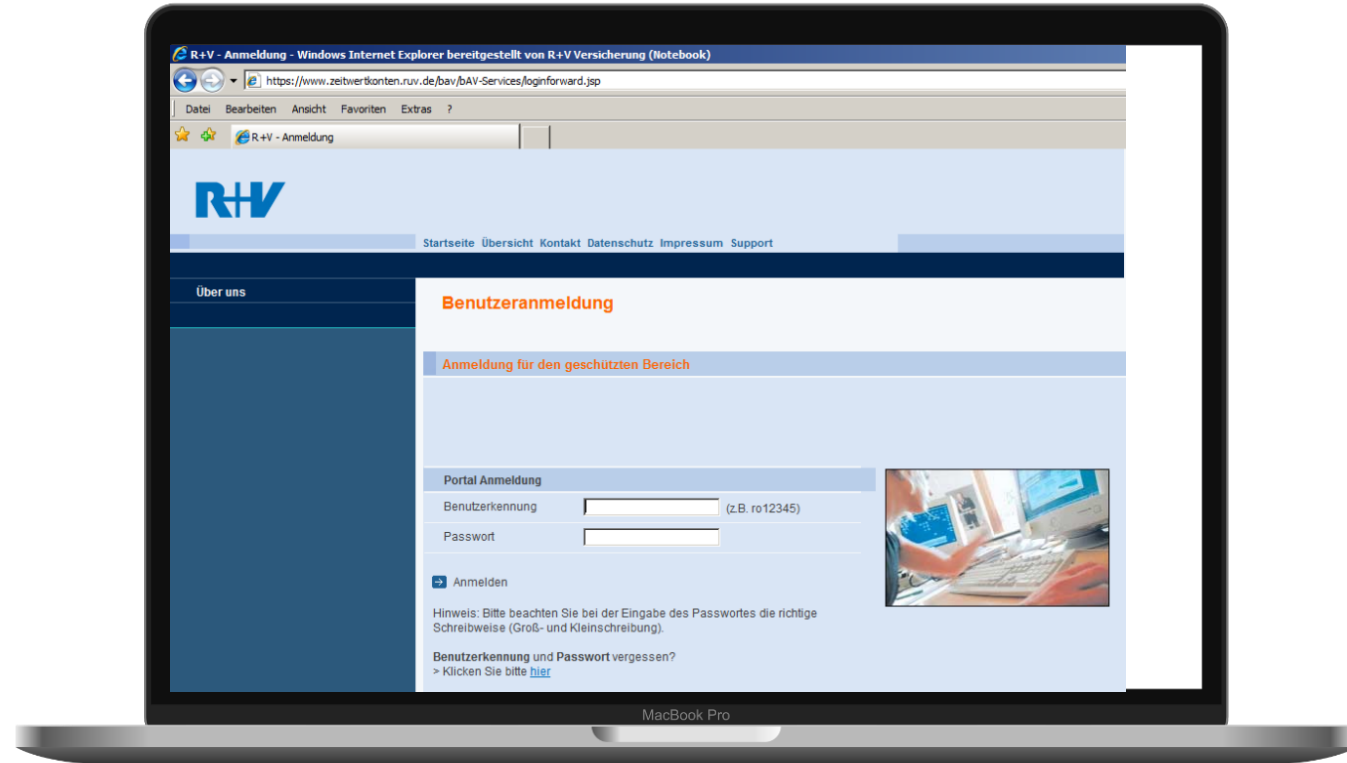 R+V - Anmeldung - Windows Internet Explorer bereitgestellt von R+V Versicherung (Notebook)
https://www.zeitwertkonten.ruv.de/bav/bAV-Services/loginforward.jsp
Datei Bearbeiten Ansicht Favoriten Extras ?
R+V - Anmeldung
R+V
Startseite Übersicht Kontakt Datenschutz Impressum Support
Über uns
Benutzeranmeldung
Anmeldung für den geschützten Bereich
Portal Anmeldung
Benutzerkennung (z.B. ro12345)
Passwort
Anmelden
Hinweis: Bitte beachten Sie bei der Eingabe des Passwortes die richtige
Schreibweise (Groß- und Kleinschreibung).
Benutzerkennung und Passwort vergessen?
> Klicken Sie bitte hier
MacBook Pro